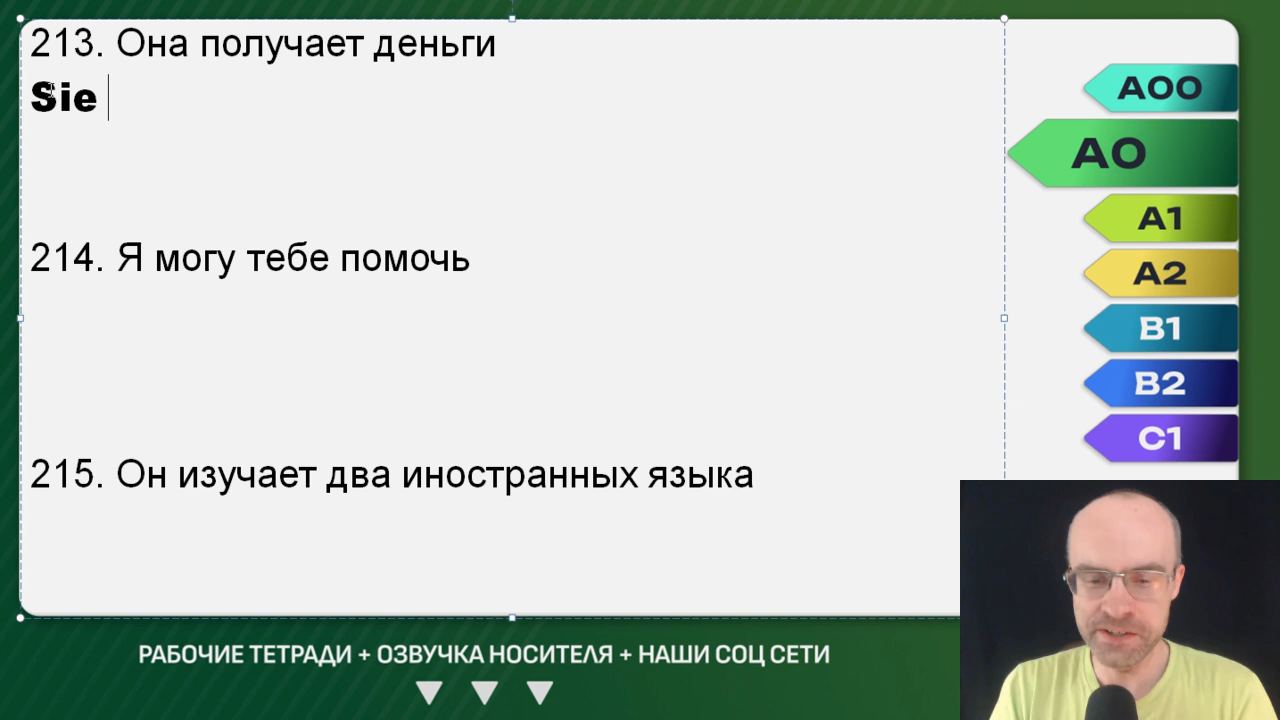 213. Она получает деньги
Sie
214. Я могу тебе помочь
215. Он изучает два иностранных языка
A00
A0
A1
A2
B1
B2
C1
РАБОЧИЕ ТЕТРАДИ + ОЗВУЧКА НОСИТЕЛЯ + НАШИ СОЦ СЕТИ